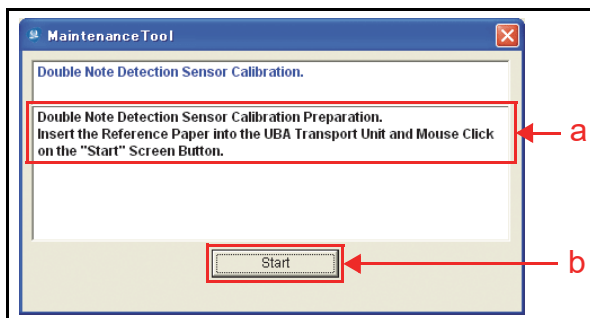 MaintenanceTool
Double Note Detection Sensor Calibration.
Double Note Detection Sensor Calibration Preparation.
Insert the Reference Paper into the UBA Transport Unit and Mouse Click
on the "Start" Screen Button.
a
Start
b